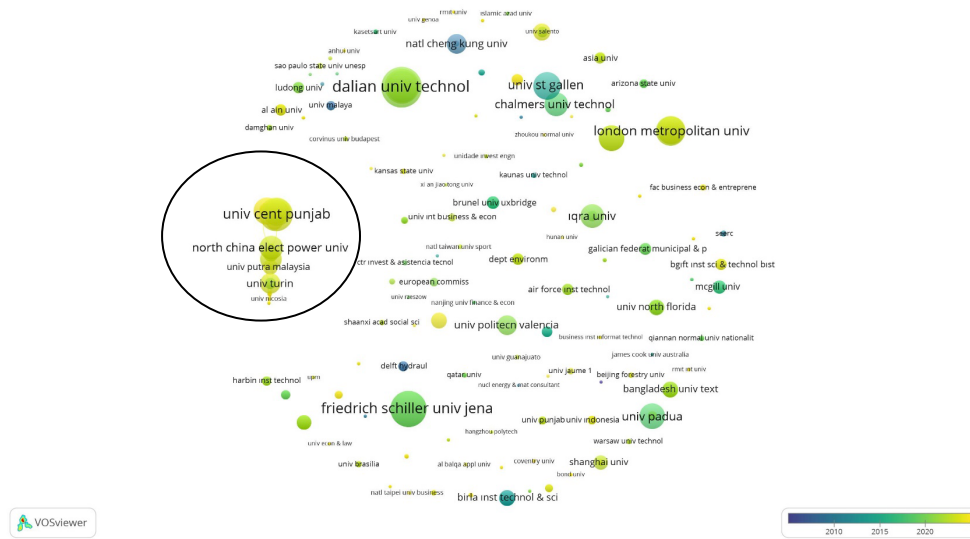 rmit univ
islamic azad univ
univ genoa
kasetsart univ
univ salento
natl cheng kung univ
anhui univ
asia univ
sao paulo state univ unesp
ludong univ
dalian univ technol
univ st gallen
arizona state univ
al ain univ
univ malaya
chalmers univ technol
damghan univ
corvinus univ budapest
zhoukou normal univ
london metropolitan univ
unidade invest engn
kansas state univ
kaunas univ technol
xi an jiaotong univ
fac business econ & entreprene
brunel univ uxbridge
univ cent punjab
univ int business & econ
iqra univ
hunan univ
north china elect power univ
natl taiwan univ sport
galician federat municipal & p
ctr invest & asistencia tecnol
dept environm
bgift inst sci & technol bist
univ putra malaysia
univ turin
european commiss
air force inst technol
mcgill univ
univ nicosia
univ rzeszow
nanjing univ finance & econ
univ north florida
shaanxi acad social sci
univ politecn valencia
business inst informat technol
qiannan normal univ nationalit
univ guanajuato
james cook univ australia
delft hydraul
qatar univ
univ jaume 1
beijing forestry univ
rmit int univ
harbin inst technol
nucl energy & mat consultant
bangladesh univ text
friedrich schiller univ jena
univ punjab
univ indonesia
univ padua
hangzhou polytech
univ econ & law
warsaw univ technol
univ brasilia
al balqa appl univ
coventry univ
shanghai univ
bond univ
natl taipei univ business
birla inst technol & sci
VOSviewer
2010
2015
2020